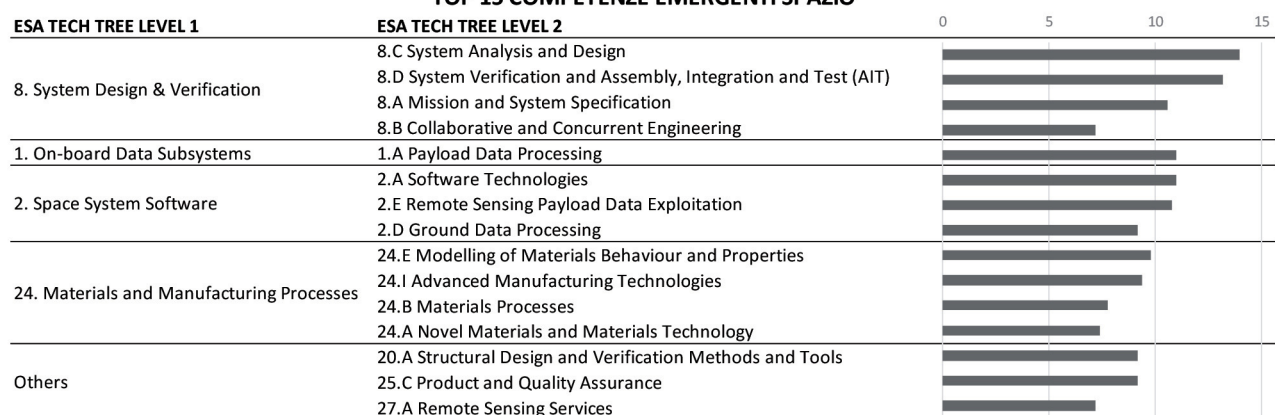 TOP 15 COMPETENZE EMERGENTI SPAZIO
ESA TECH TREE LEVEL 1 ESA TECH TREE LEVEL 2 0 5 10 15
8. System Design & Verification
8.C System Analysis and Design
8.D System Verification and Assembly, Integration and Test (AIT)
8.A Mission and System Specification
8.B Collaborative and Concurrent Engineering
1. On-board Data Subsystems 1.A Payload Data Processing
2. Space System Software
2.A Software Technologies
2.E Remote Sensing Payload Data Exploitation
2.D Ground Data Processing
24. Materials and Manufacturing Processes
24.E Modelling of Materials Behaviour and Properties
24.I Advanced Manufacturing Technologies
24.B Materials Processes
24.A Novel Materials and Materials Technology
Others
20.A Structural Design and Verification Methods and Tools
25.C Product and Quality Assurance
27.A Remote Sensing Services